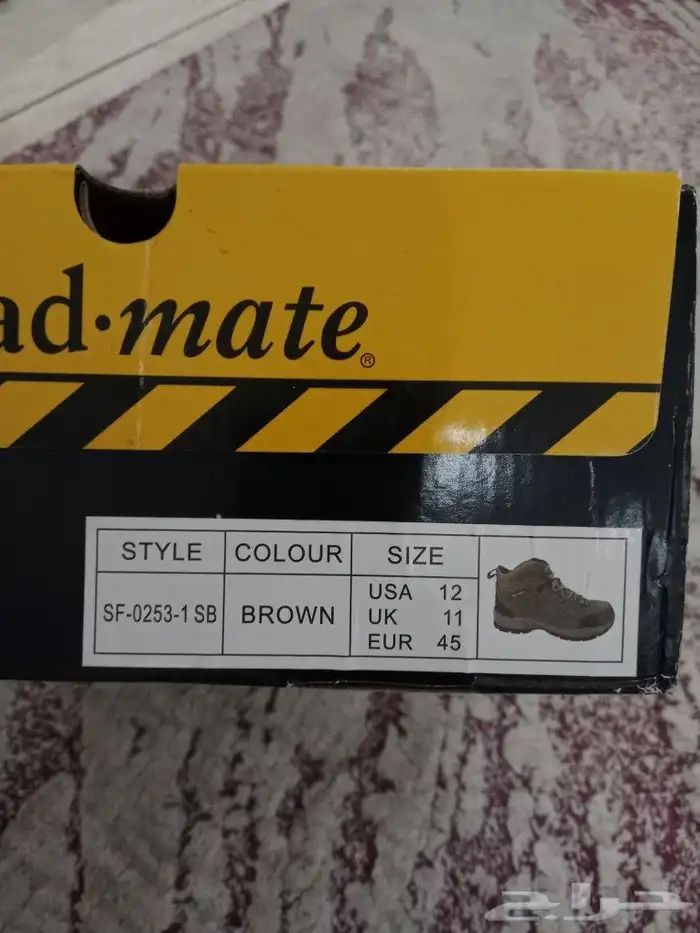 ad·mate®
STYLE COLOUR SIZE
SF-0253-1 SB BROWN
USA 12
UK 11
EUR 45
حراج